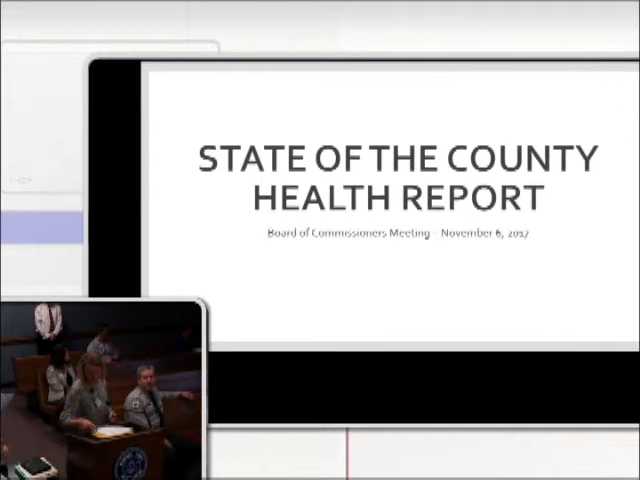 STATE OF THE COUNTY
HEALTH REPORT
Board of Commissioners Meeting – November 6, 2017